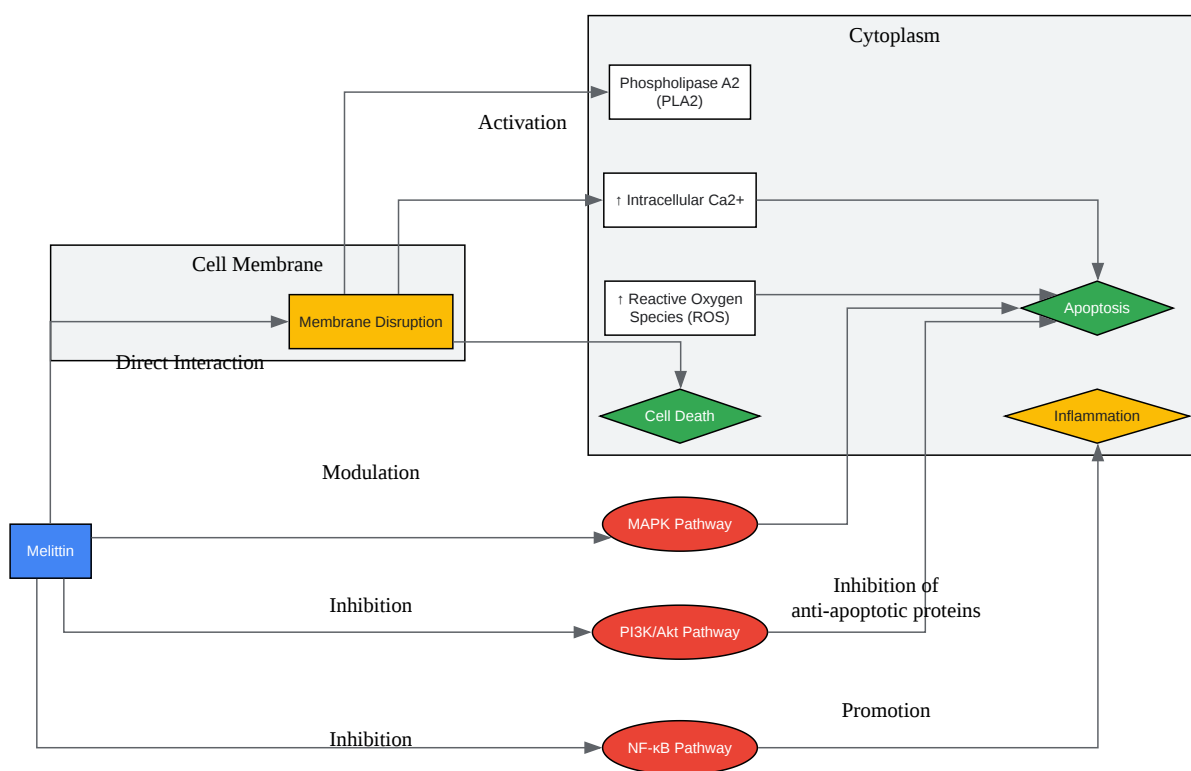 Cytoplasm
Phospholipase A2
(PLA2)
Activation
↑ Intracellular Ca2+
Cell Membrane
Membrane Disruption
↑ Reactive Oxygen
Species (ROS)
Apoptosis
Direct Interaction
Cell Death
Inflammation
Modulation
MAPK Pathway
Melittin
Inhibition
PI3K/Akt Pathway
Inhibition of
anti-apoptotic proteins
Inhibition
NF-κB Pathway
Promotion